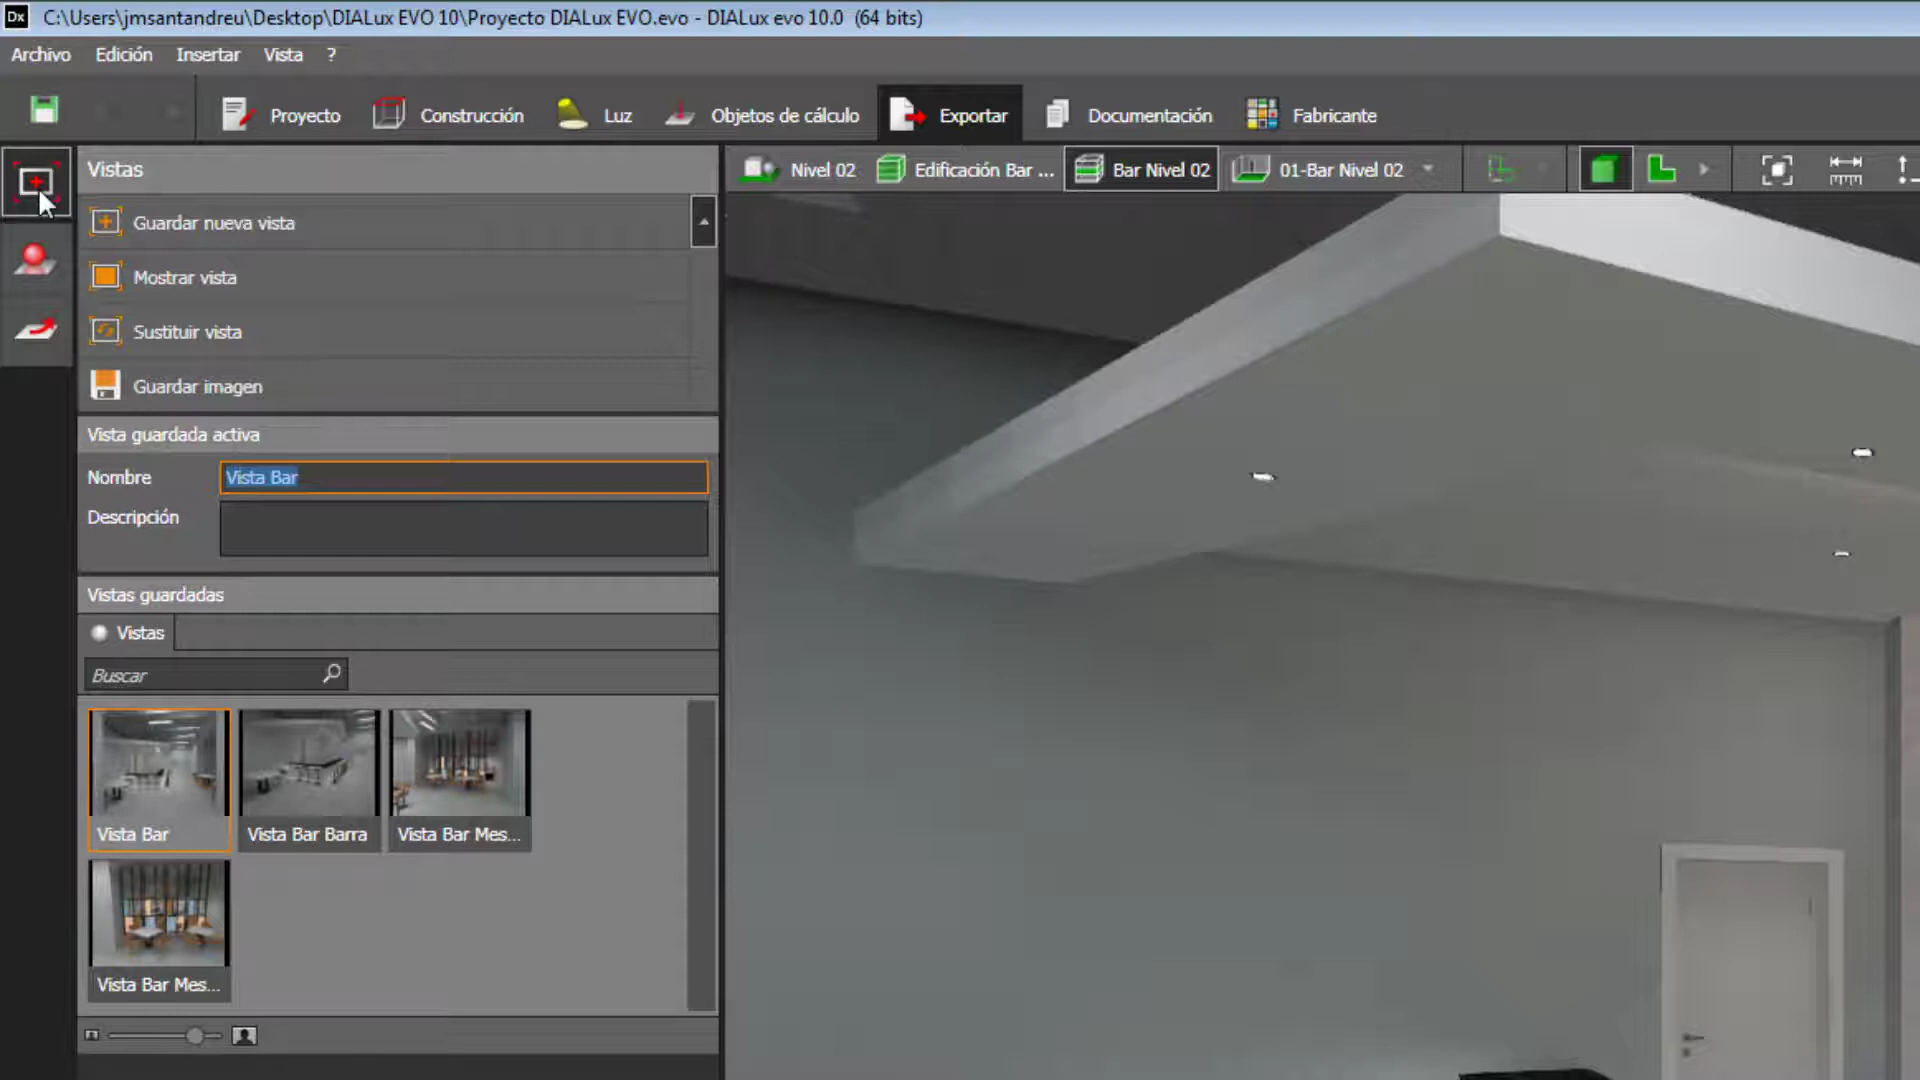 Dx C:\Users\jmsantandreu\Desktop\DIALux EVO 10\Proyecto DIALux EVO.evo - DIALux evo 10.0 (64 bits)
Archivo Edición Insertar Vista ?
Proyecto Construcción Luz Objetos de cálculo Exportar Documentación Fabricante
Vistas
Nivel 02 Edificación Bar ... Bar Nivel 02 01-Bar Nivel 02
Guardar nueva vista
Mostrar vista
Sustituir vista
Guardar imagen
Vista guardada activa
Nombre Vista Bar
Descripción
Vistas guardadas
Vistas
Buscar
Vista Bar Vista Bar Barra Vista Bar Mes...
Vista Bar Mes...